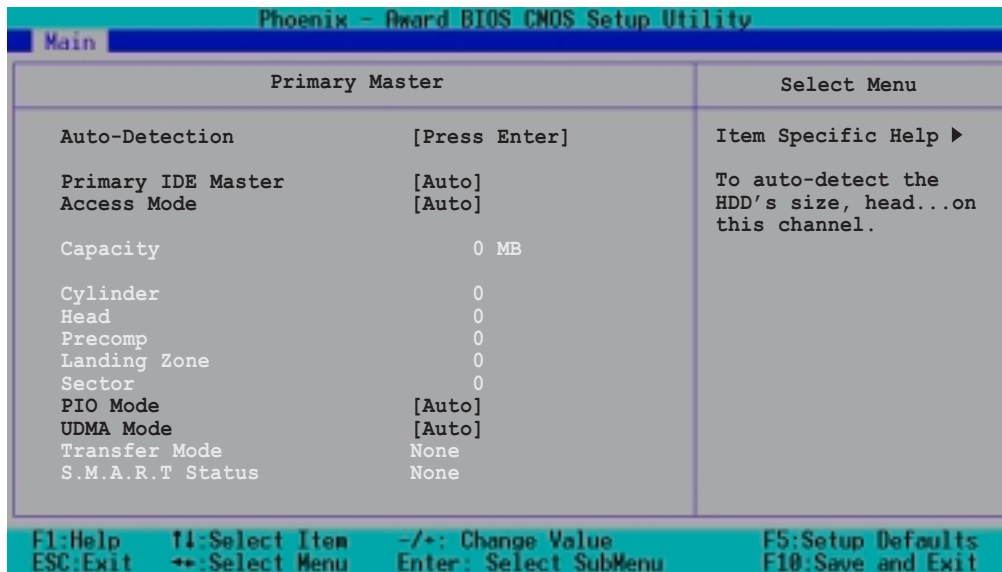 Phoenix - Award BIOS CMOS Setup Utility
Main
Primary Master
Select Menu
Auto-Detection [Press Enter]
Primary IDE Master [Auto]
Access Mode [Auto]
Capacity 0 MB
Cylinder 0
Head 0
Precomp 0
Landing Zone 0
Sector 0
PIO Mode [Auto]
UDMA Mode [Auto]
Transfer Mode None
S.M.A.R.T Status None
Item Specific Help ▶
To auto-detect the
HDD's size, head...on
this channel.
F1:Help ↑↓:Select Item -/+: Change Value F5:Setup Defaults
ESC:Exit ←→:Select Menu Enter: Select SubMenu F10:Save and Exit